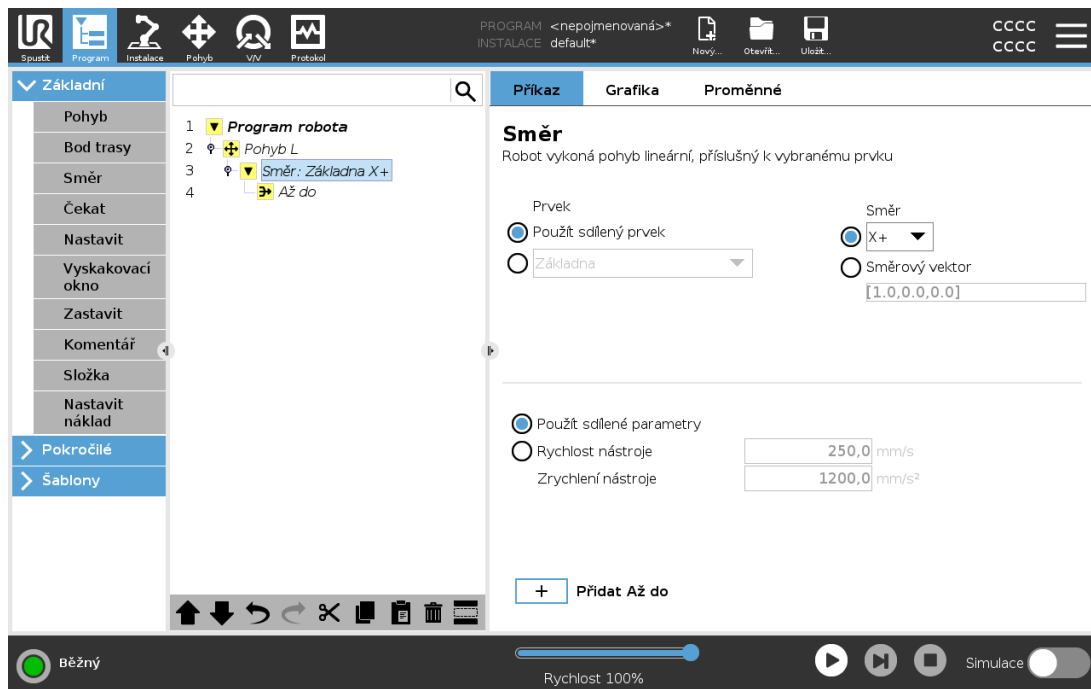 PROGRAM <nepojmenovaná>*
INSTALACE default*
Spustit
Program
Instalace
Pohyb
V/V
Protokol
Nový...
Otevřít...
Uložit...
CCCC
CCCC
Základní
Pohyb
Bod trasy
Směr
Čekat
Nastavit
Vyskakovací
okno
Zastavit
Komentář
Složka
Nastavit
náklad
Pokročilé
Šablony
1 Program robota
2 Pohyb L
3 Směr: Základna X+
4 Až do
Příkaz Grafika Proměnné
Směr
Robot vykoná pohyb lineární, příslušný k vybranému prvku
Prvek
Použít sdílený prvek
Základna
Směr
X+
Směrový vektor
[1.0,0.0,0.0]
Použít sdílené parametry
Rychlost nástroje 250,0 mm/s
Zrychlení nástroje 1200,0 mm/s²
+ Přidat Až do
Běžný
Rychlost 100%
Simulace